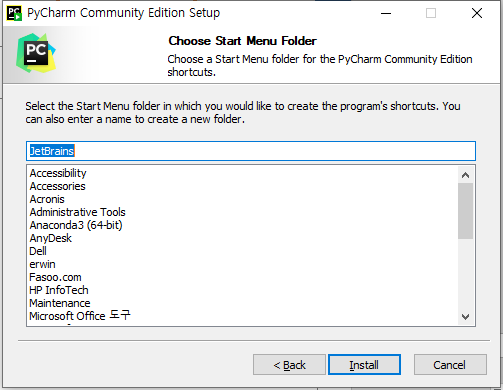 PyCharm Community Edition Setup
PC
Choose Start Menu Folder
Choose a Start Menu folder for the PyCharm Community Edition
shortcuts.
Select the Start Menu folder in which you would like to create the program's shortcuts. You
can also enter a name to create a new folder.
JetBrains
Accessibility
Accessories
Acronis
Administrative Tools
Anaconda3 (64-bit)
AnyDesk
Dell
erwin
Fasoo.com
HP InfoTech
Maintenance
Microsoft Office 도구
< Back
Install
Cancel